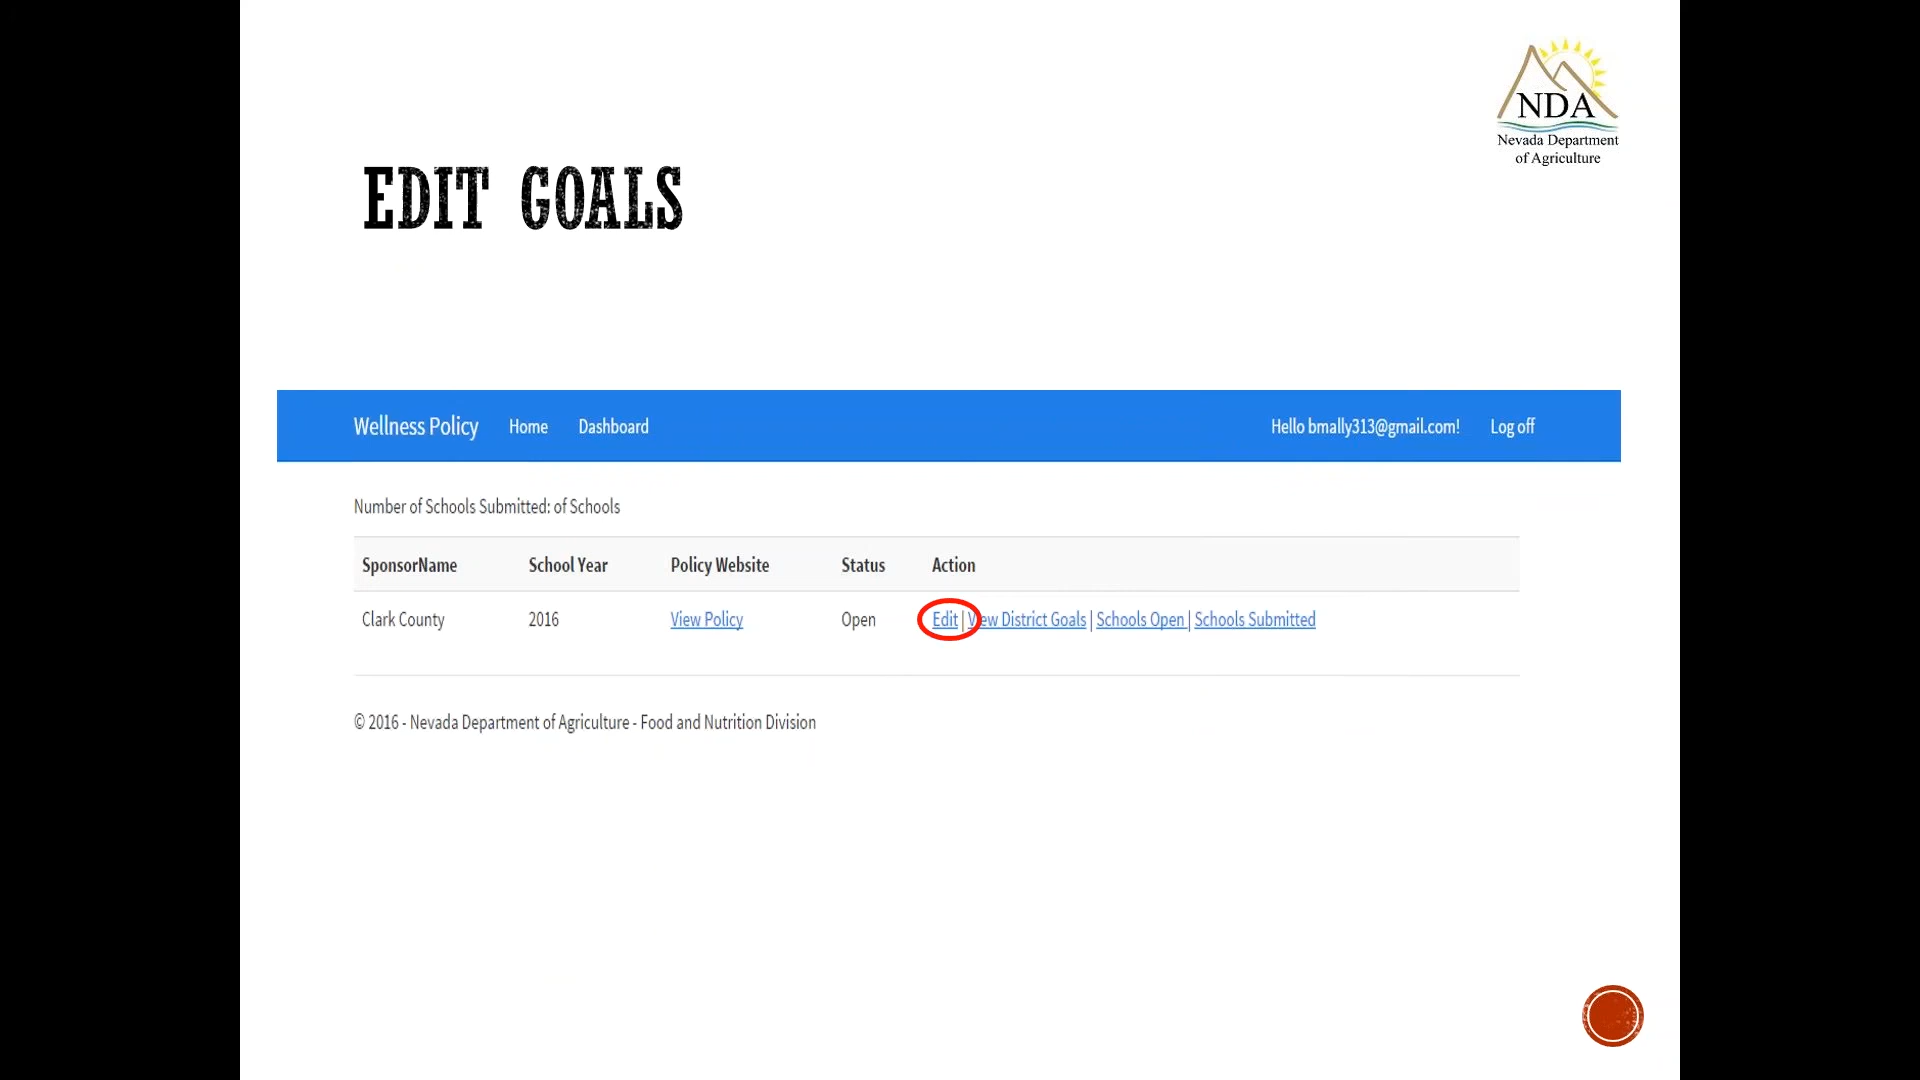 NDA
Nevada Department
of Agriculture
EDIT GOALS
Wellness Policy Home Dashboard Hello bmally313@gmail.com! Log off
Number of Schools Submitted: of Schools
SponsorName School Year Policy Website Status Action
Clark County 2016 View Policy Open Edit | View District Goals | Schools Open | Schools Submitted
© 2016 - Nevada Department of Agriculture - Food and Nutrition Division